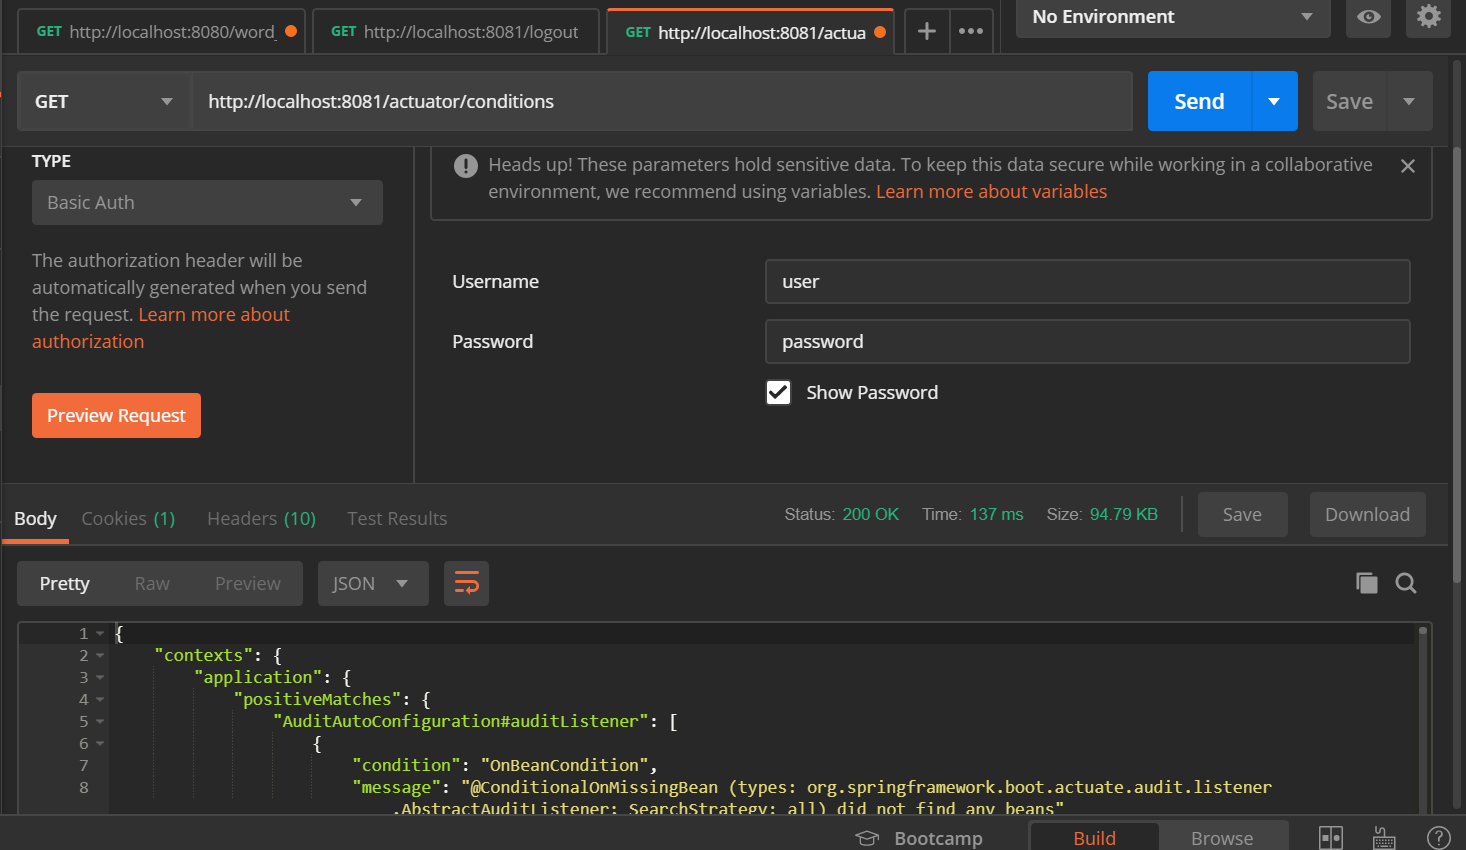 GET http://localhost:8080/word_
GET http://localhost:8081/logout
GET http://localhost:8081/actua
No Environment
GET
http://localhost:8081/actuator/conditions
Send
Save
TYPE
Basic Auth
The authorization header will be
automatically generated when you send
the request. Learn more about
authorization
Preview Request
Heads up! These parameters hold sensitive data. To keep this data secure while working in a collaborative
environment, we recommend using variables. Learn more about variables
Username
user
Password
password
Show Password
Body
Cookies (1)
Headers (10)
Test Results
Status: 200 OK
Time: 137 ms
Size: 94.79 KB
Save
Download
Pretty
Raw
Preview
JSON
1 {
2 "contexts": {
3 "application": {
4 "positiveMatches": {
5 "AuditAutoConfiguration#auditListener": [
6 {
7 "condition": "OnBeanCondition",
8 "message": "@ConditionalOnMissingBean (types: org.springframework.boot.actuate.audit.listener
.AbstractAuditListener; SearchStrategy: all) did not find any beans"
Bootcamp
Build
Browse